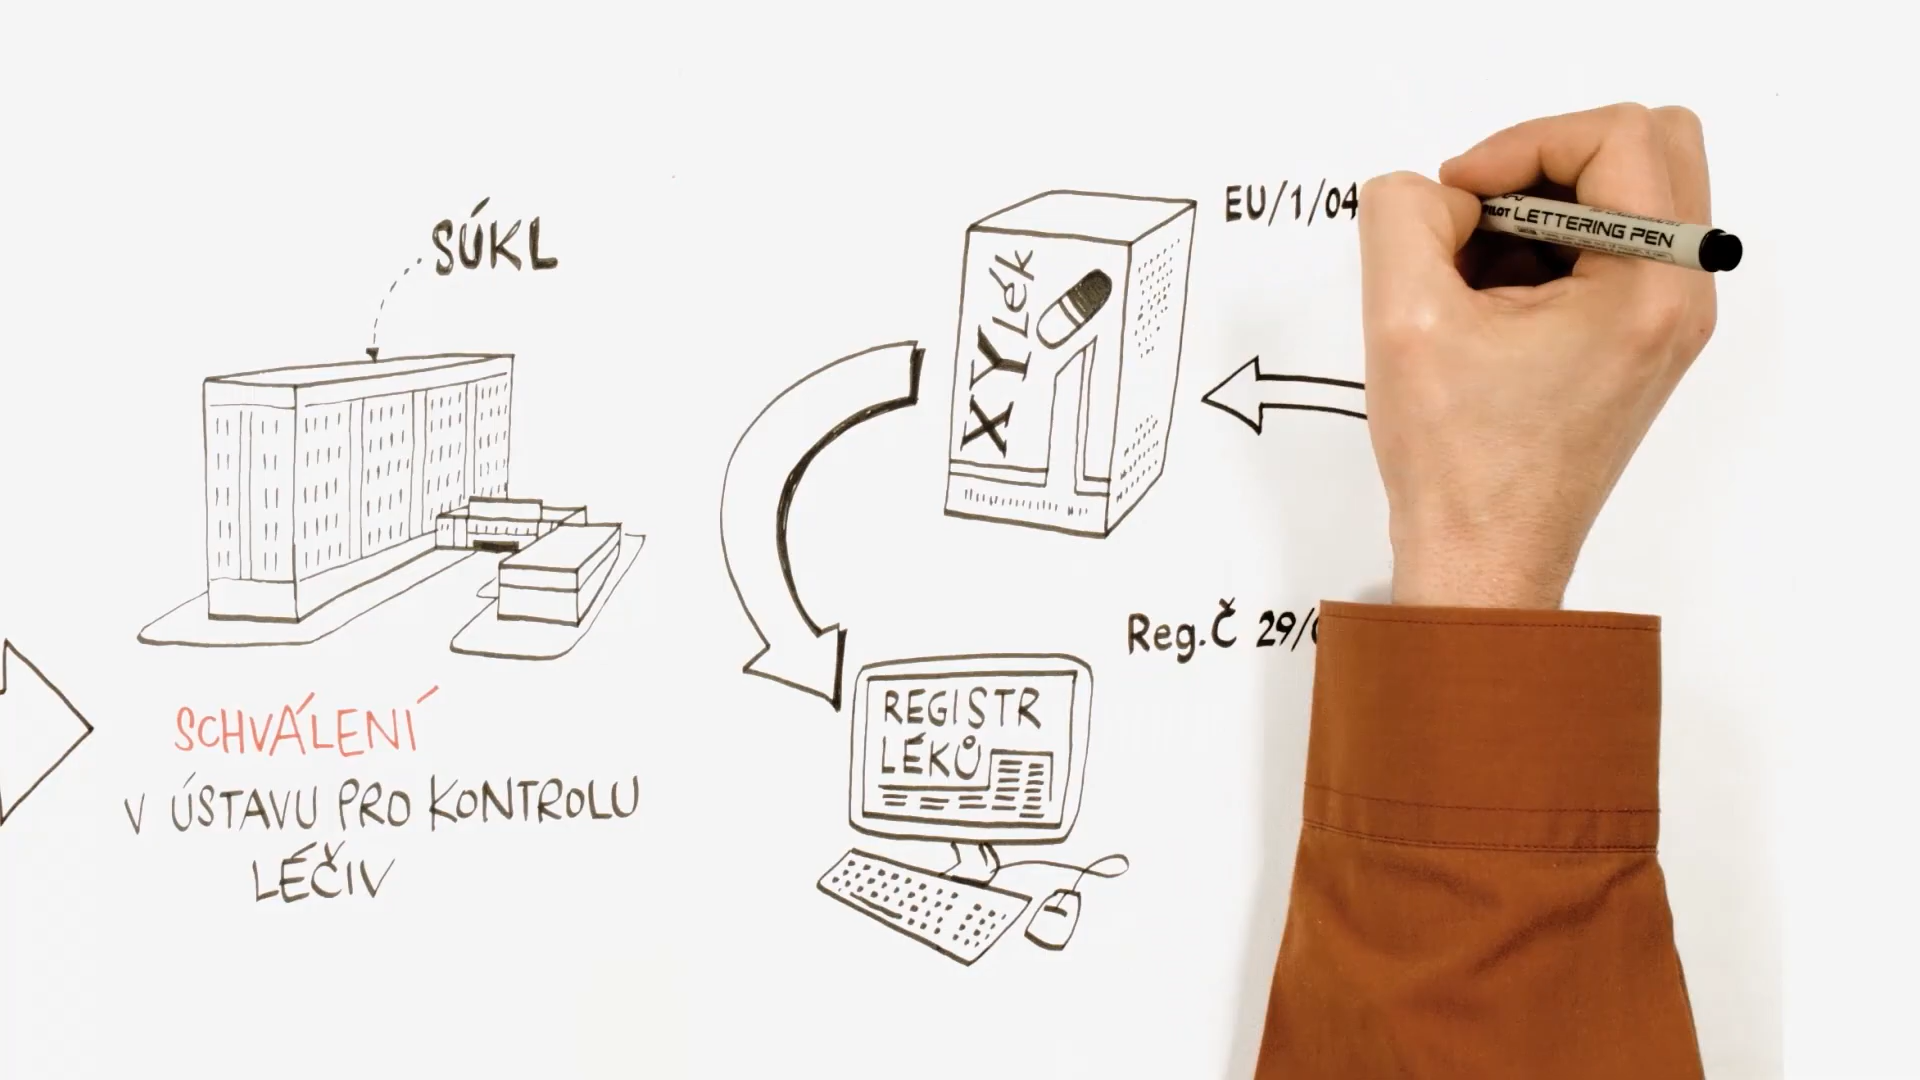 SÚKL
SCHVÁLENÍ
V ÚSTAVU PRO KONTROLU
LÉČIV
XY Lék
EU/1/04
PILOT LETTERING PEN
Reg.Č 29/
REGISTR
LÉKŮ